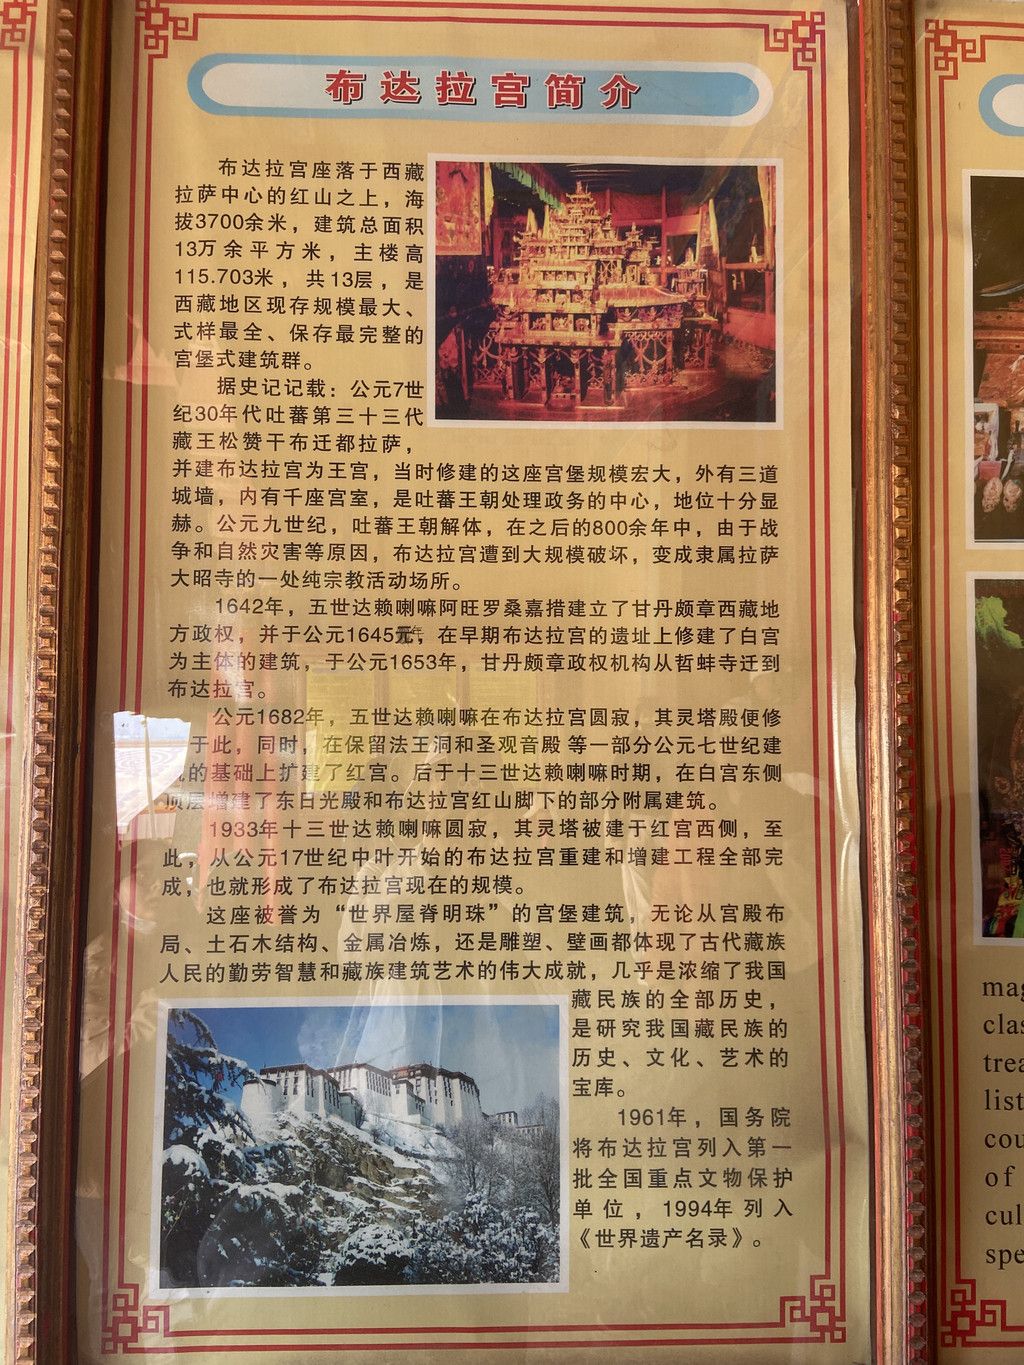 布达拉宫简介
布达拉宫座落于西藏
拉萨中心的红山之上，海
拔3700余米，建筑总面积
13万余平方米，主楼高
115.703米，共13层，是
西藏地区现存规模最大、
式样最全、保存最完整的
宫堡式建筑群。
据史记记载：公元7世
纪30年代吐蕃第三十三代
藏王松赞干布迁都拉萨，
并建布达拉宫为王宫，当时修建的这座宫堡规模宏大，外有三道
城墙，内有千座宫室，是吐蕃王朝处理政务的中心，地位十分显
赫。公元九世纪，吐蕃王朝解体，在之后的800余年中，由于战
争和自然灾害等原因，布达拉宫遭到大规模破坏，变成隶属拉萨
大昭寺的一处纯宗教活动场所。
1642年，五世达赖喇嘛阿旺罗桑嘉措建立了甘丹颇章西藏地
方政权，并于公元1645年，在早期布达拉宫的遗址上修建了白宫
为主体的建筑，于公元1653年，甘丹颇章政权机构从哲蚌寺迁到
布达拉宫。
公元1682年，五世达赖喇嘛在布达拉宫圆寂，其灵塔殿便修
于此，同时，在保留法王洞和圣观音殿等一部分公元七世纪建
的基础上扩建了红宫。后于十三世达赖喇嘛时期，在白宫东侧
顶层增建了东日光殿和布达拉宫红山脚下的部分附属建筑。
1933年十三世达赖喇嘛圆寂，其灵塔被建于红宫西侧，至
此，从公元17世纪中叶开始的布达拉宫重建和增建工程全部完
成，也就形成了布达拉宫现在的规模。
这座被誉为“世界屋脊明珠”的宫堡建筑，无论从宫殿布
局、土石木结构、金属冶炼，还是雕塑、壁画都体现了古代藏族
人民的勤劳智慧和藏族建筑艺术的伟大成就，几乎是浓缩了我国
藏民族的全部历史，
是研究我国藏民族的
历史、文化、艺术的
宝库。
1961年，国务院
将布达拉宫列入第一
批全国重点文物保护
单位，1994年列入
《世界遗产名录》。
mag
clas
trea
list
cou
of
cul
spe